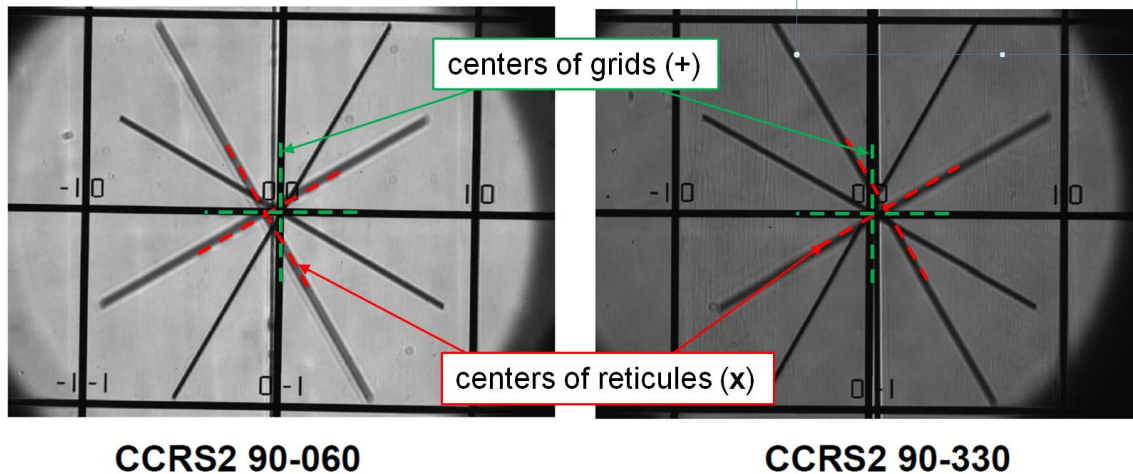 centers of grids (+)
-1 0
0 0
1 0
-1 0
0 0
1 0
centers of reticules (x)
-1 -1
0 -1
0 -1
CCRS2 90-060
CCRS2 90-330